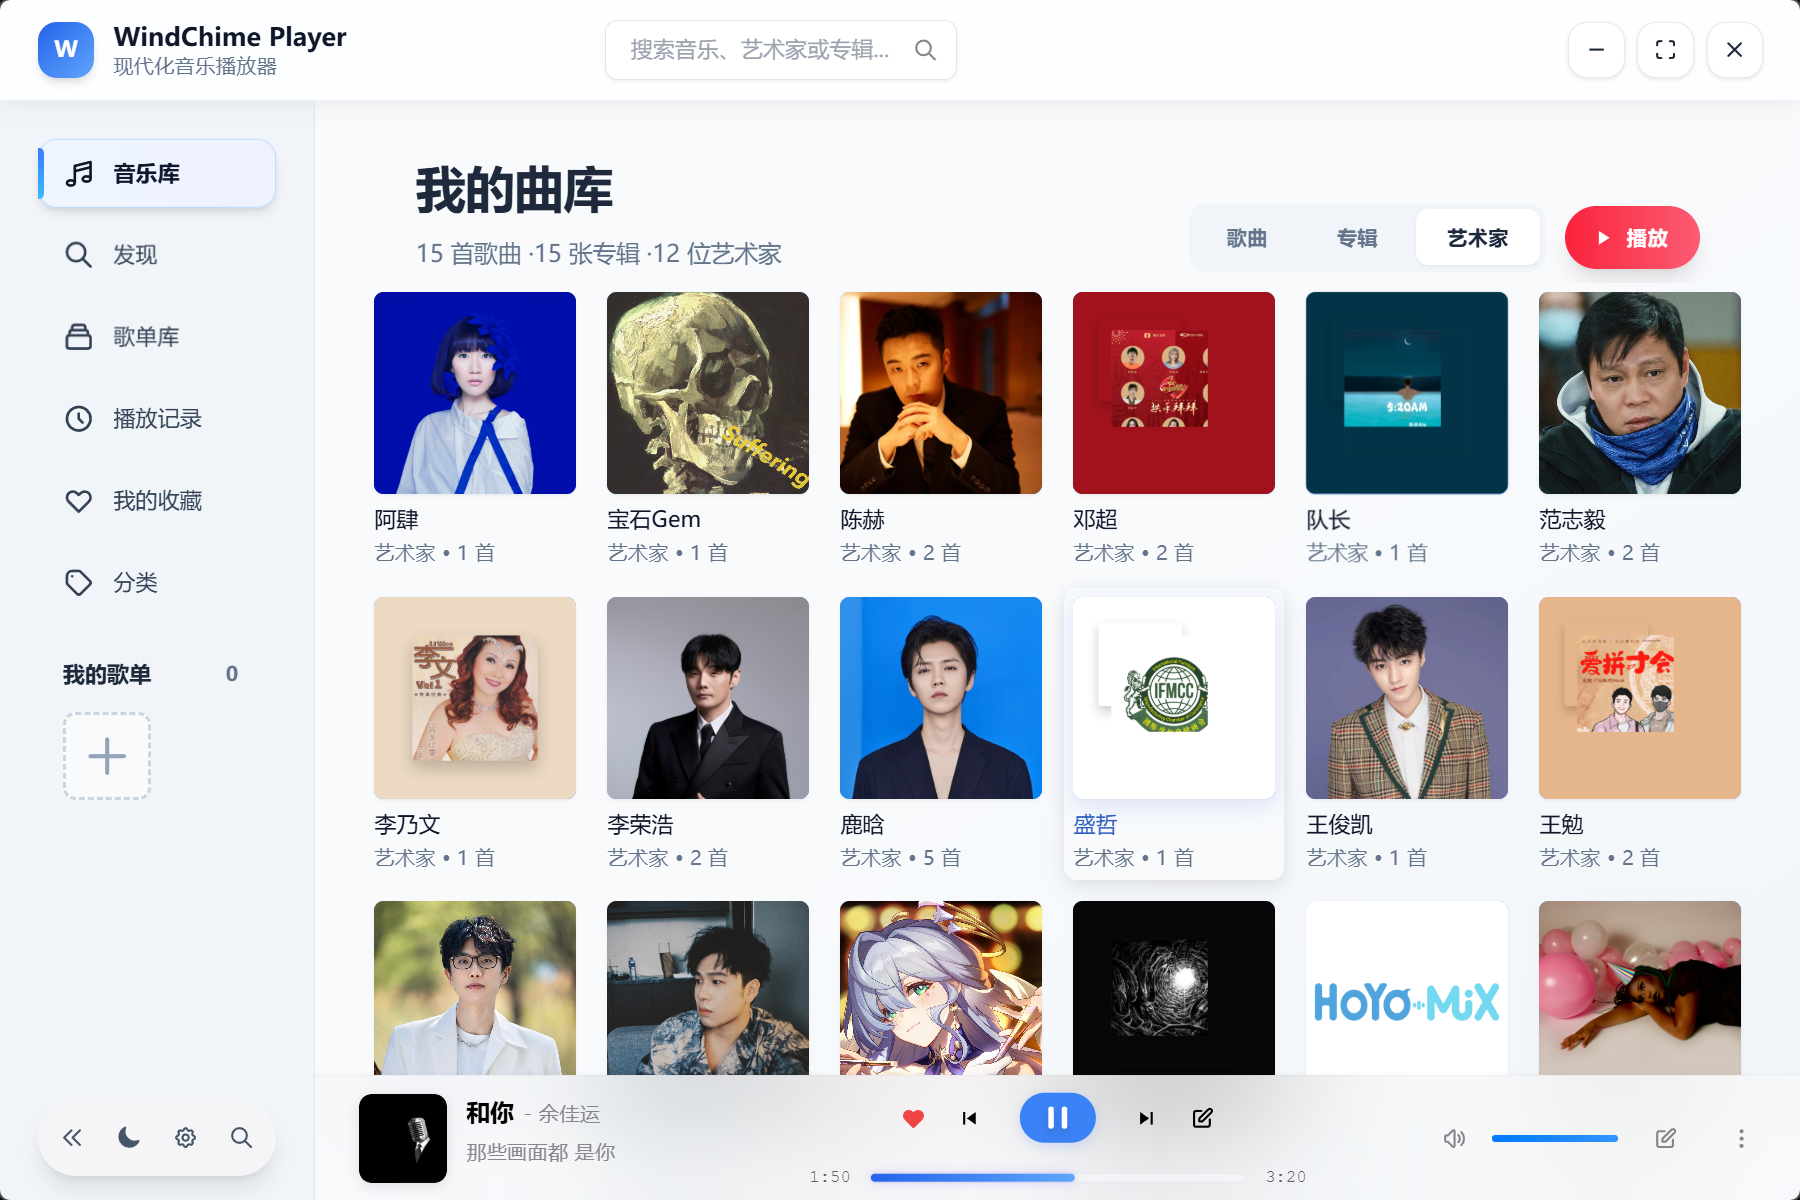 W
WindChime Player
现代化音乐播放器
搜索音乐、艺术家或专辑...
音乐库
发现
歌单库
播放记录
我的收藏
分类
我的歌单
0
我的曲库
15 首歌曲 ·15 张专辑 ·12 位艺术家
歌曲
专辑
艺术家
播放
Suffering
5:20AM
阿肆
宝石Gem
陈赫
邓超
队长
范志毅
艺术家 • 1 首
艺术家 • 1 首
艺术家 • 2 首
艺术家 • 2 首
艺术家 • 1 首
艺术家 • 2 首
李文
Vol.1
IFMCC
爱拼才会
李乃文
李荣浩
鹿晗
盛哲
王俊凯
王勉
艺术家 • 1 首
艺术家 • 2 首
艺术家 • 5 首
艺术家 • 1 首
艺术家 • 1 首
艺术家 • 2 首
HOYO-MiX
和你 - 余佳运
那些画面都 是你
1:50
3:20